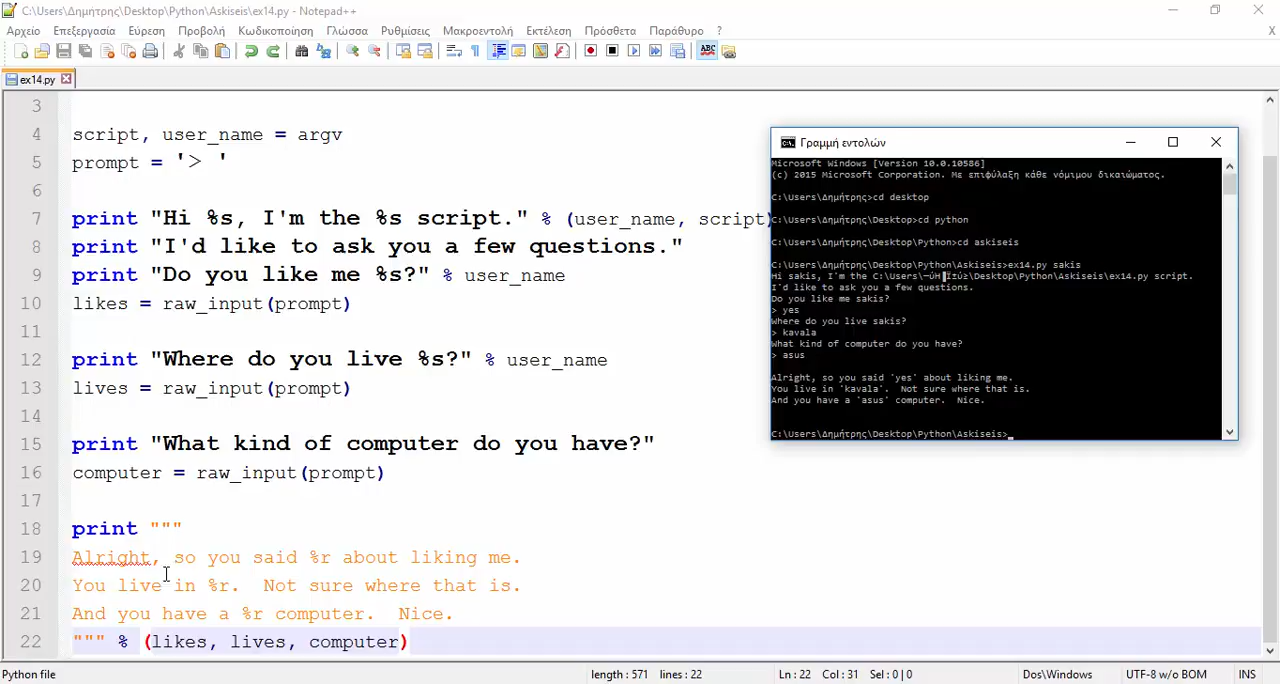 C:\Users\Δημήτρης\Desktop\Python\Askiseis\ex14.py - Notepad++
Αρχείο Επεξεργασία Εύρεση Προβολή Κωδικοποίηση Γλώσσα Ρυθμίσεις Μακροεντολή Εκτέλεση Πρόσθετα Παράθυρο ? X
ABC
ex14.py
3
4 script, user_name = argv
5 prompt = '> '
6
7 print "Hi %s, I'm the %s script." % (user_name, script)
8 print "I'd like to ask you a few questions."
9 print "Do you like me %s?" % user_name
10 likes = raw_input(prompt)
11
12 print "Where do you live %s?" % user_name
13 lives = raw_input(prompt)
14
15 print "What kind of computer do you have?"
16 computer = raw_input(prompt)
17
18 print """
19 Alright, so you said %r about liking me.
20 You live in %r.  Not sure where that is.
21 And you have a %r computer.  Nice.
22 """ % (likes, lives, computer)
Γραμμή εντολών
Microsoft Windows [Version 10.0.10586]
(c) 2015 Microsoft Corporation. Με επιφύλαξη κάθε νόμιμου δικαιώματος.
C:\Users\Δημήτρης>cd desktop
C:\Users\Δημήτρης\Desktop>cd python
C:\Users\Δημήτρης\Desktop\Python>cd askiseis
C:\Users\Δημήτρης\Desktop\Python\Askiseis>ex14.py sakis
Hi sakis, I'm the \Desktop\Python\Askiseis\ex14.py script.
I'd like to ask you a few questions.
Do you like me sakis?
> yes
Where do you live sakis?
> kavala
What kind of computer do you have?
> asus
Alright, so you said 'yes' about liking me.
You live in 'kavala'.  Not sure where that is.
And you have a 'asus' computer.  Nice.
C:\Users\Δημήτρης\Desktop\Python\Askiseis>_
Python file length : 571 lines : 22 Ln : 22 Col : 31 Sel : 0 | 0 Dos\Windows UTF-8 w/o BOM INS